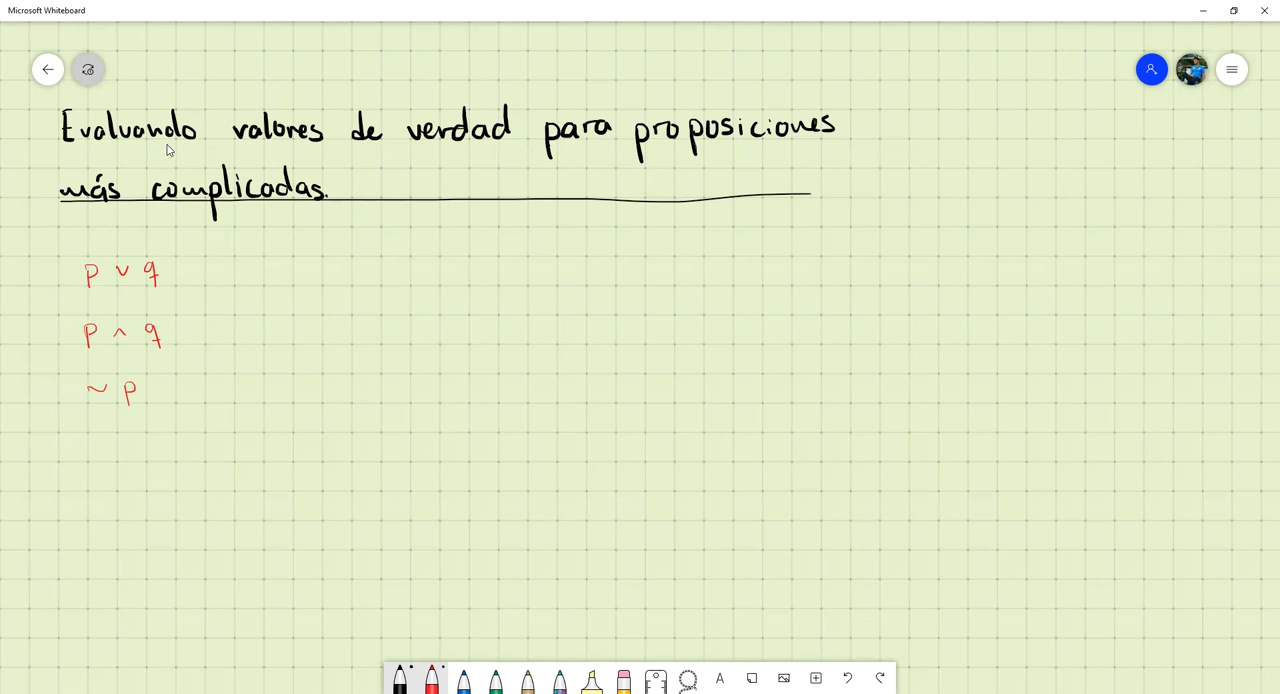 Microsoft Whiteboard
Evaluando valores de verdad para proposiciones
más complicadas.
p ∨ q
p ∧ q
~ p
A